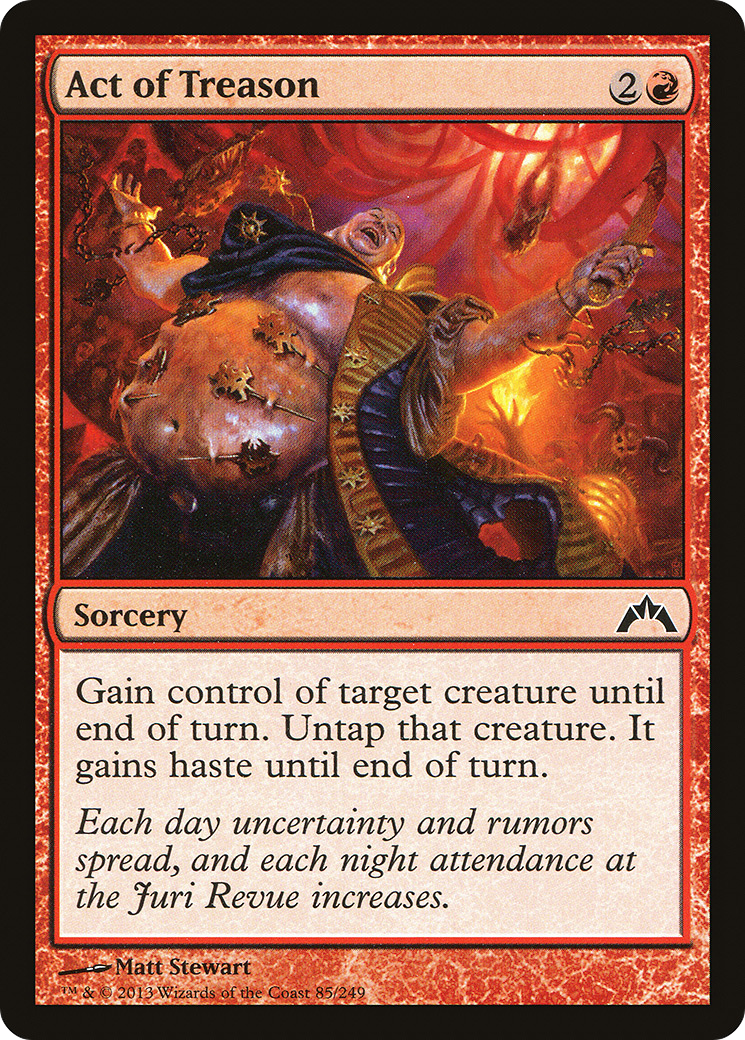 Act of Treason 2
Sorcery
Gain control of target creature until
end of turn. Untap that creature. It
gains haste until end of turn.
Each day uncertainty and rumors
spread, and each night attendance at
the Juri Revue increases.
Matt Stewart
™ & © 2013 Wizards of the Coast 85/249